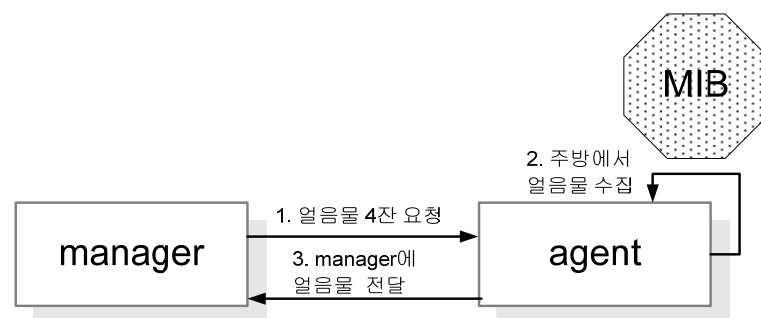 MIB
2. 주방에서
얼음물 수집
1. 얼음물 4잔 요청
manager
agent
3. manager에
얼음물 전달